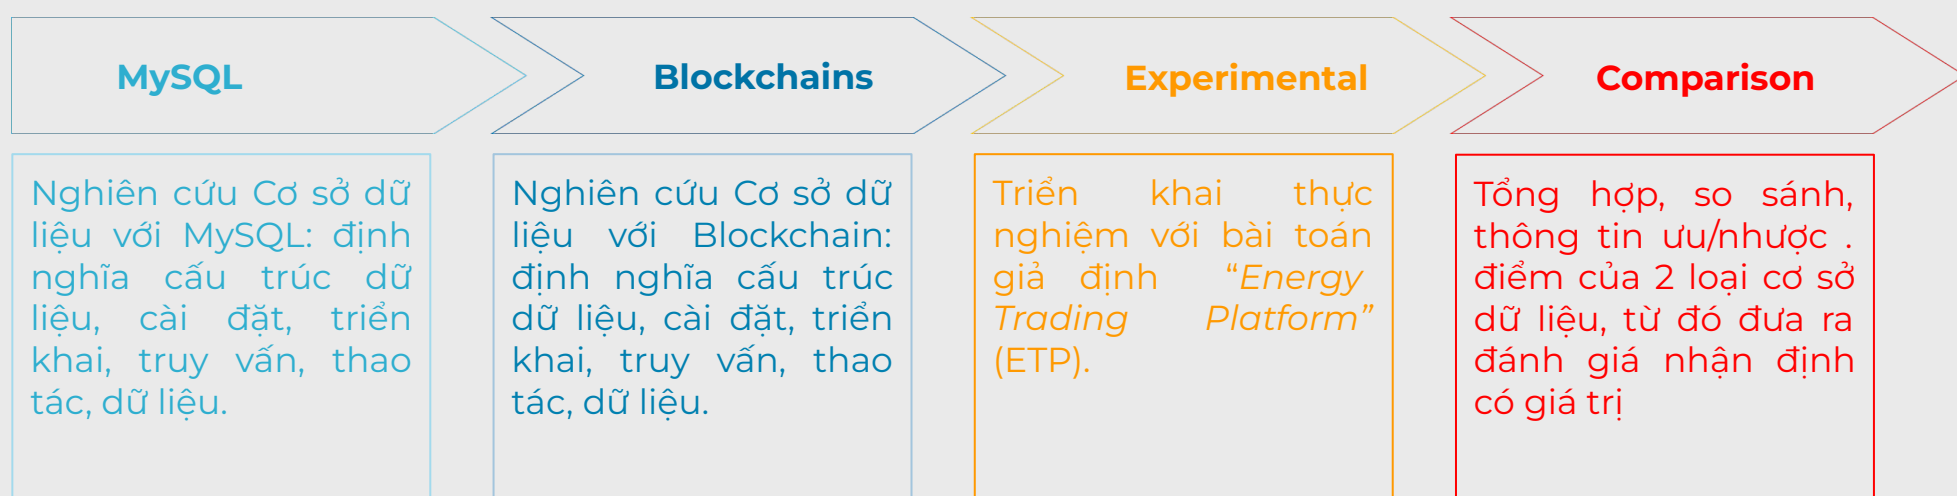 MySQL
Blockchains
Experimental
Comparison
Nghiên cứu Cơ sở dữ
liệu với MySQL: định
nghĩa cấu trúc dữ
liệu, cài đặt, triển
khai, truy vấn, thao
tác, dữ liệu.
Nghiên cứu Cơ sở dữ
liệu với Blockchain:
định nghĩa cấu trúc
dữ liệu, cài đặt, triển
khai, truy vấn, thao
tác, dữ liệu.
Triển khai thực
nghiệm với bài toán
giả định “Energy
Trading Platform”
(ETP).
Tổng hợp, so sánh,
thông tin ưu/nhược .
điểm của 2 loại cơ sở
dữ liệu, từ đó đưa ra
đánh giá nhận định
có giá trị